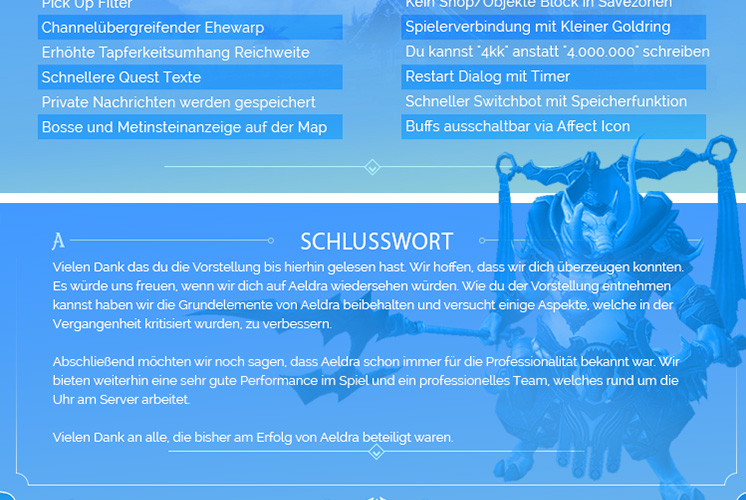 Pick Up Filter
Channelübergreifender Ehewarp
Erhöhte Tapferkeitsumhang Reichweite
Schnellere Quest Texte
Private Nachrichten werden gespeichert
Bosse und Metinsteinanzeige auf der Map
Kein Shop/Objekte Block in Savezonen
Spielerverbindung mit Kleiner Goldring
Du kannst "4kk" anstatt "4.000.000" schreiben
Restart Dialog mit Timer
Schneller Switchbot mit Speicherfunktion
Buffs ausschaltbar via Affect Icon
A
SCHLUSSWORT
Vielen Dank das du die Vorstellung bis hierhin gelesen hast. Wir hoffen, dass wir dich überzeugen konnten.
Es würde uns freuen, wenn wir dich auf Aeldra wiedersehen würden. Wie du der Vorstellung entnehmen
kannst haben wir die Grundelemente von Aeldra beibehalten und versucht einige Aspekte, welche in der
Vergangenheit kritisiert wurden, zu verbessern.
Abschließend möchten wir noch sagen, dass Aeldra schon immer für die Professionalität bekannt war. Wir
bieten weiterhin eine sehr gute Performance im Spiel und ein professionelles Team, welches rund um die
Uhr am Server arbeitet.
Vielen Dank an alle, die bisher am Erfolg von Aeldra beteiligt waren.